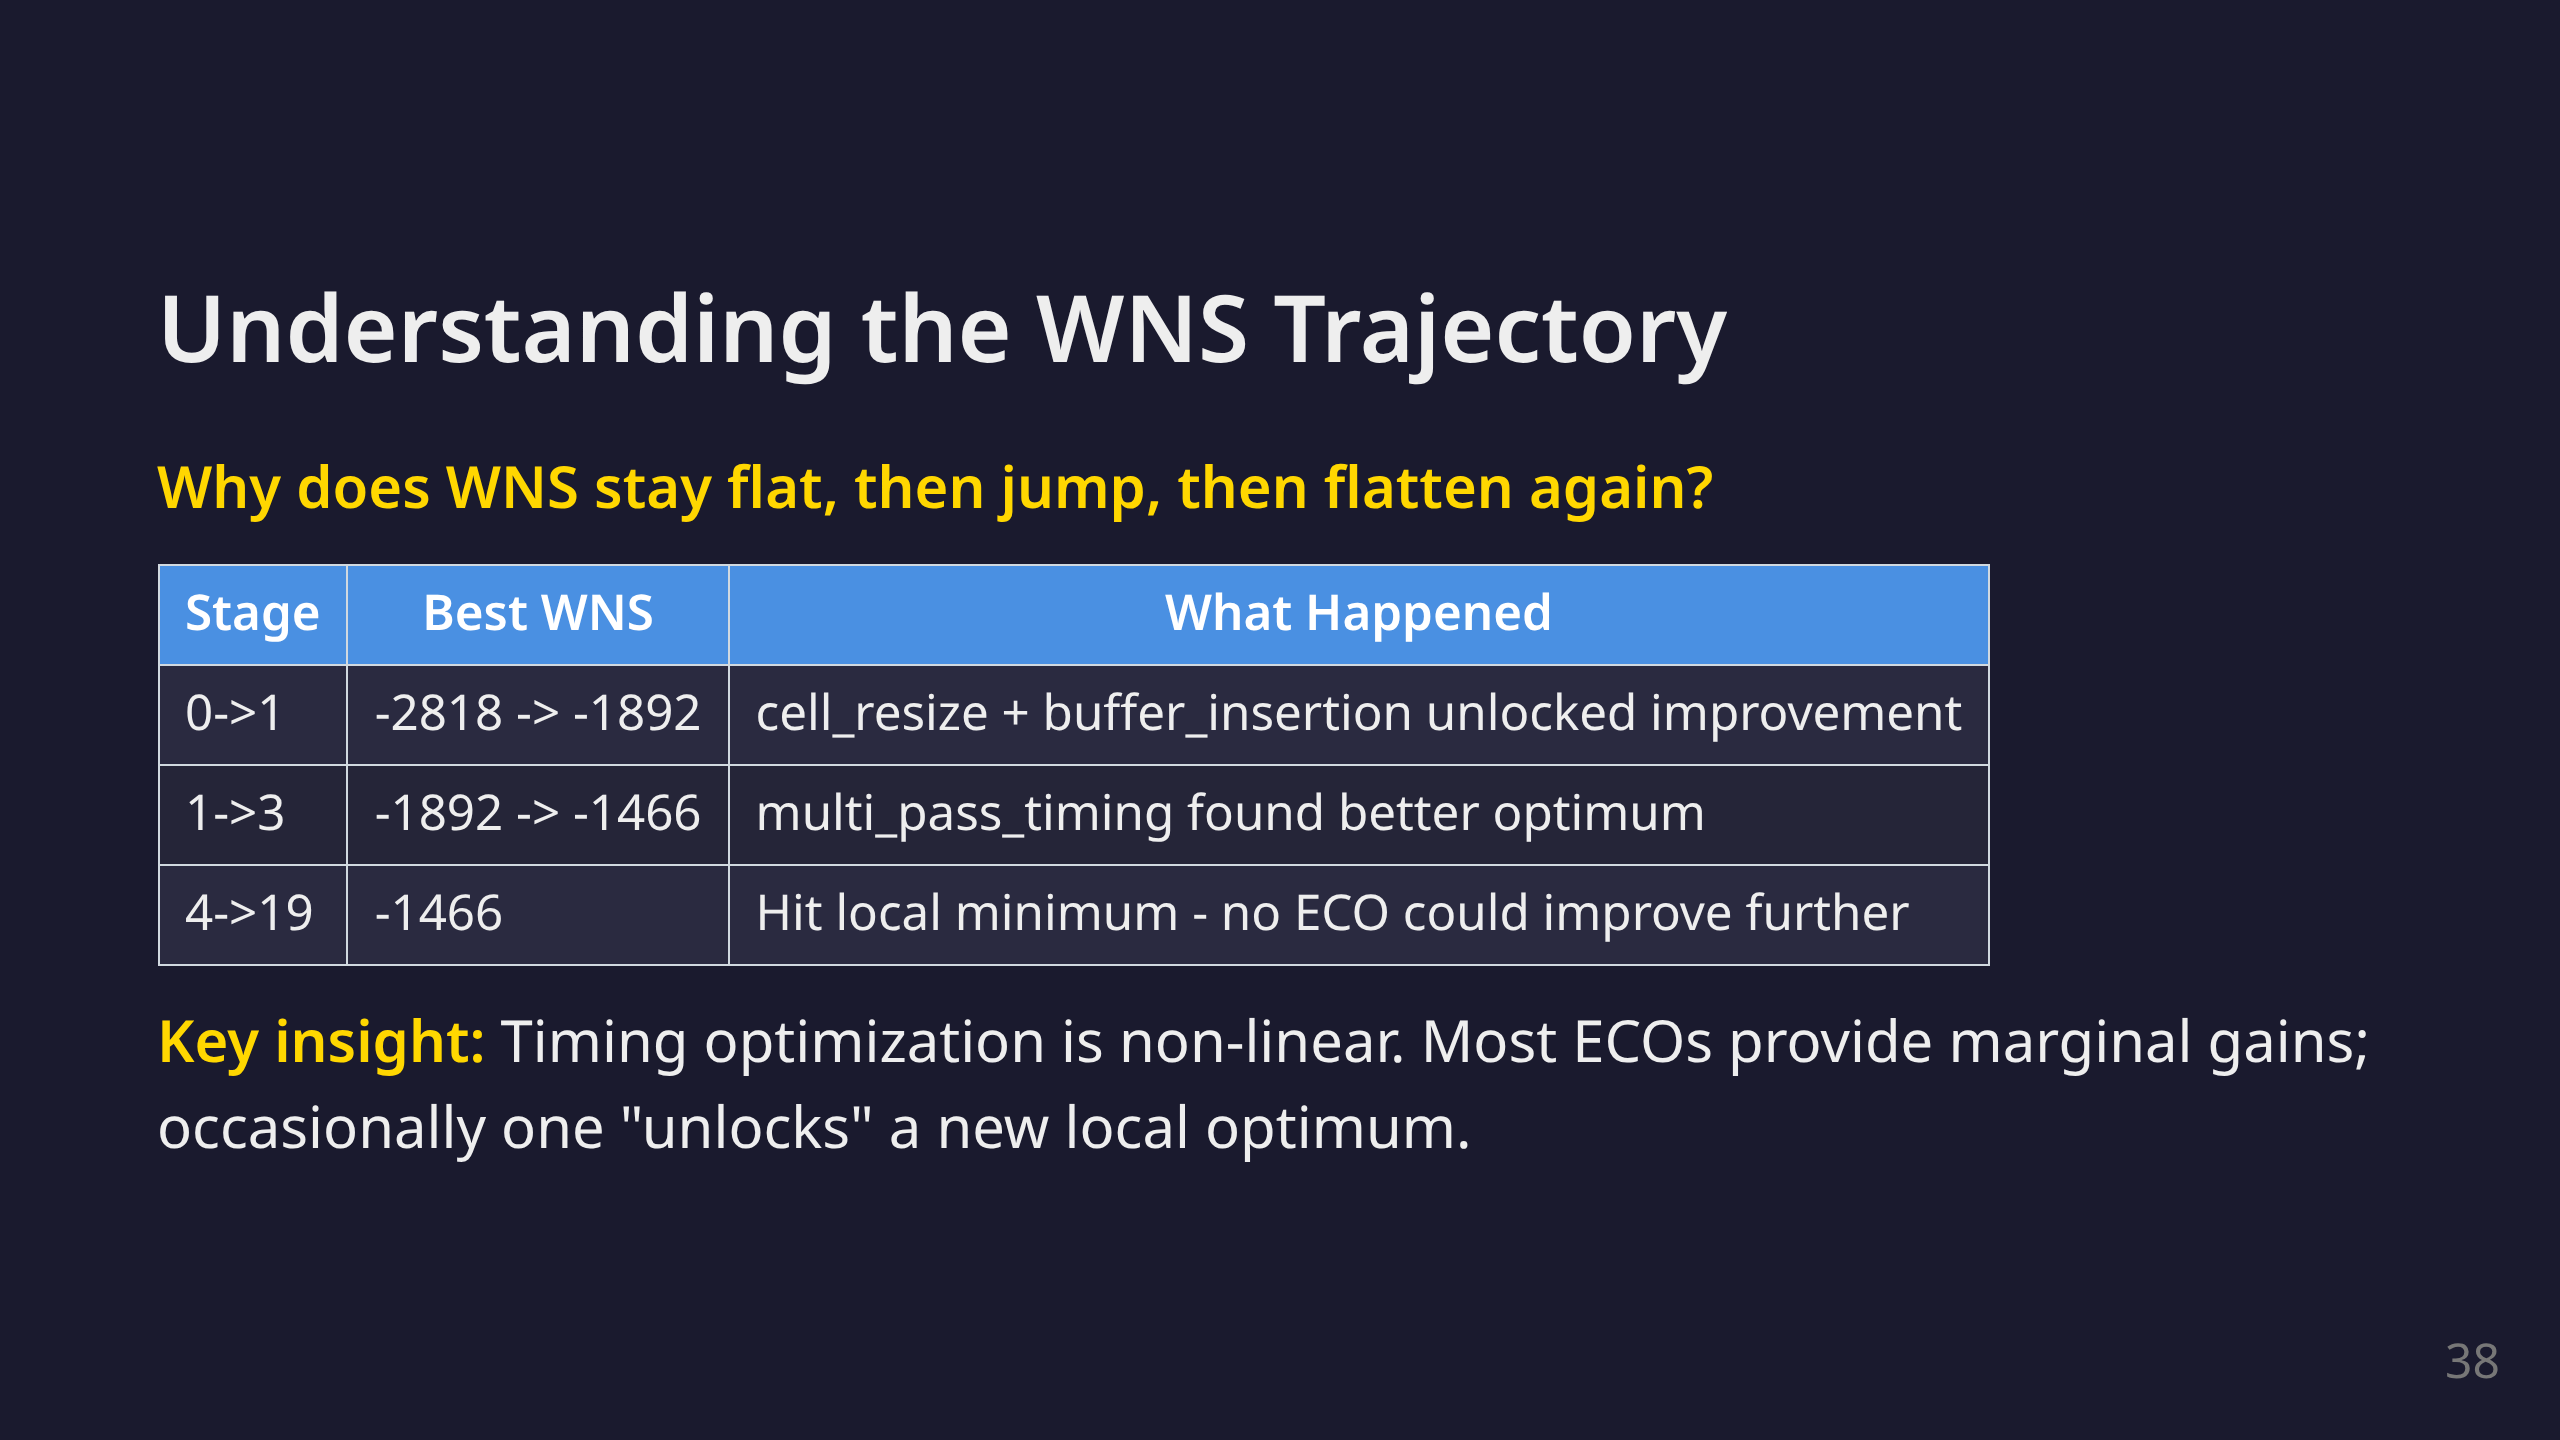 Understanding the WNS Trajectory
Why does WNS stay flat, then jump, then flatten again?
Stage Best WNS What Happened
0->1 -2818 -> -1892 cell_resize + buffer_insertion unlocked improvement
1->3 -1892 -> -1466 multi_pass_timing found better optimum
4->19 -1466 Hit local minimum - no ECO could improve further
Key insight: Timing optimization is non-linear. Most ECOs provide marginal gains;
occasionally one "unlocks" a new local optimum.
38